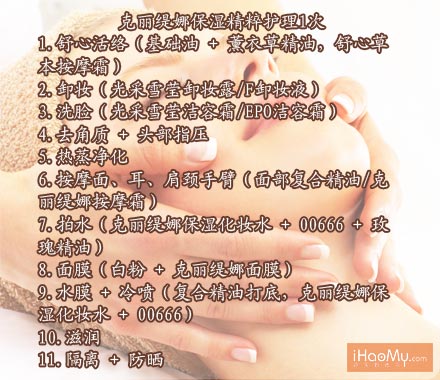 克丽缇娜保湿精粹护理1次
1.舒心活络（基础油 + 薰衣草精油，舒心草
本按摩霜）
2.卸妆（光采雪莹卸妆露/F卸妆液）
3.洗脸（光采雪莹洁容霜/EPO洁容霜）
4.去角质 + 头部指压
5.热蒸净化
6.按摩面、耳、肩颈手臂（面部复合精油/克
丽缇娜按摩霜）
7.拍水（克丽缇娜保湿化妆水 + 00666 + 玫
瑰精油）
8.面膜（白粉 + 克丽缇娜面膜）
9.水膜 + 冷喷（复合精油打底，克丽缇娜保
湿化妆水 + 00666）
10.滋润
11.隔离 + 防晒
iHaoMy.com